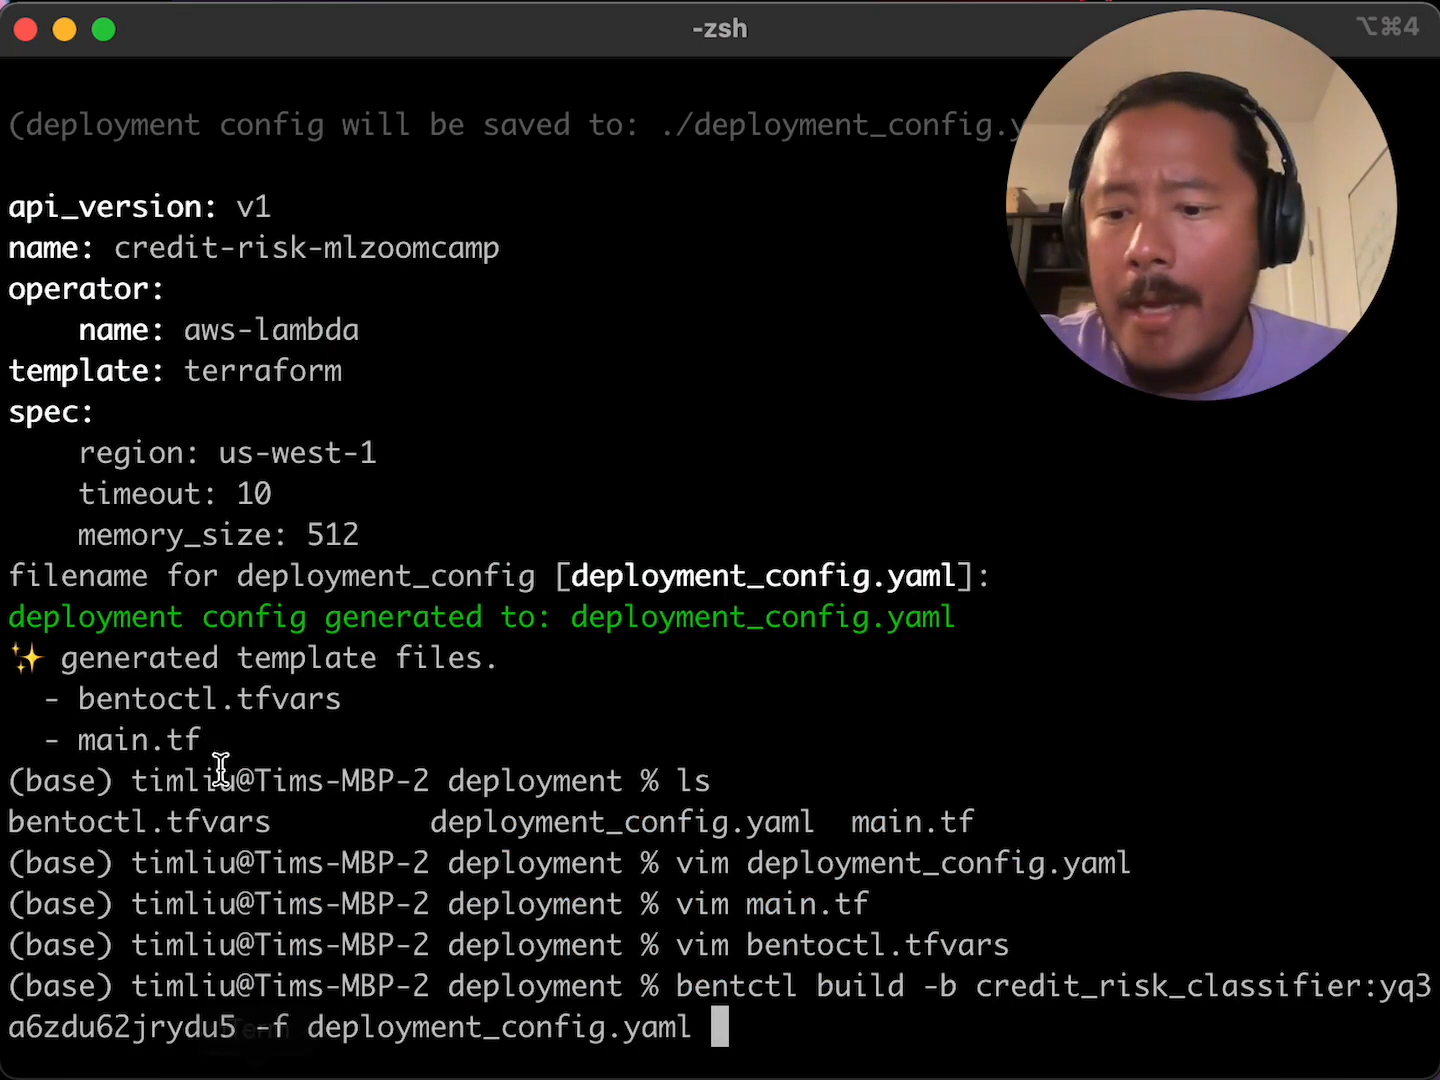 -zsh
⌥⌘4
(deployment config will be saved to: ./deployment_config.y
api_version: v1
name: credit-risk-mlzoomcamp
operator:
name: aws-lambda
template: terraform
spec:
region: us-west-1
timeout: 10
memory_size: 512
filename for deployment_config [deployment_config.yaml]:
deployment config generated to: deployment_config.yaml
✨ generated template files.
- bentoctl.tfvars
- main.tf
(base) timliu@Tims-MBP-2 deployment % ls
bentoctl.tfvars deployment_config.yaml main.tf
(base) timliu@Tims-MBP-2 deployment % vim deployment_config.yaml
(base) timliu@Tims-MBP-2 deployment % vim main.tf
(base) timliu@Tims-MBP-2 deployment % vim bentoctl.tfvars
(base) timliu@Tims-MBP-2 deployment % bentctl build -b credit_risk_classifier:yq3
a6zdu62jrydu5 -f deployment_config.yaml